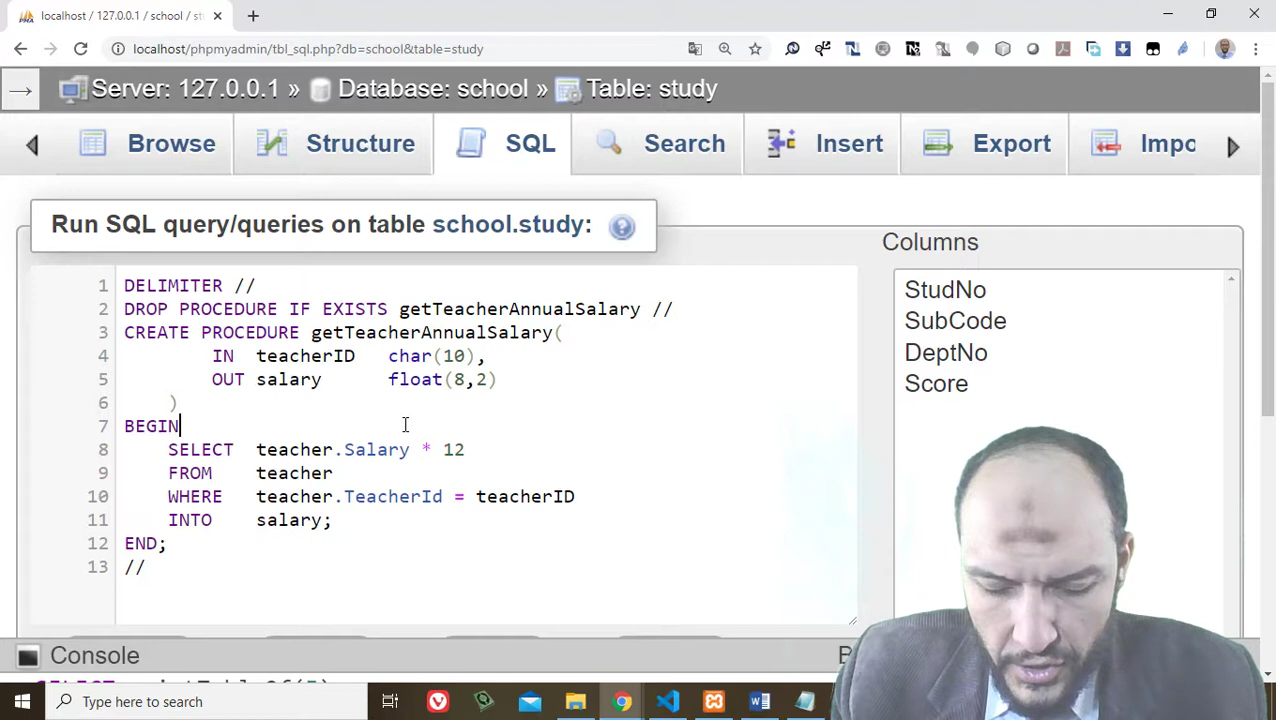 localhost / 127.0.0.1 / school / st
localhost/phpmyadmin/tbl_sql.php?db=school&table=study
Server: 127.0.0.1 » Database: school » Table: study
Browse Structure SQL Search Insert Export Impo
Run SQL query/queries on table school.study:
Columns
1 DELIMITER //
2 DROP PROCEDURE IF EXISTS getTeacherAnnualSalary //
3 CREATE PROCEDURE getTeacherAnnualSalary(
4 IN teacherID char(10),
5 OUT salary float(8,2)
6 )
7 BEGIN
8 SELECT teacher.Salary * 12
9 FROM teacher
10 WHERE teacher.TeacherId = teacherID
11 INTO salary;
12 END;
13 //
StudNo
SubCode
DeptNo
Score
Console
Type here to search